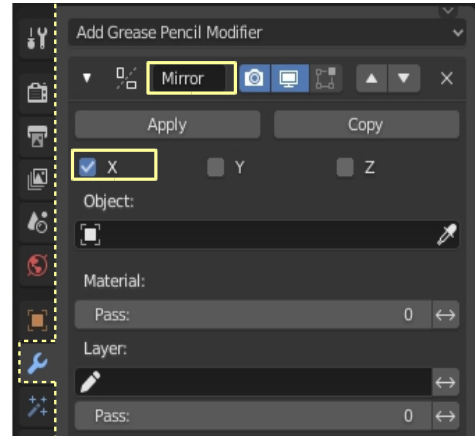 Add Grease Pencil Modifier
Mirror
Apply Copy
X Y Z
Object:
Material:
Pass: 0
Layer:
Pass: 0